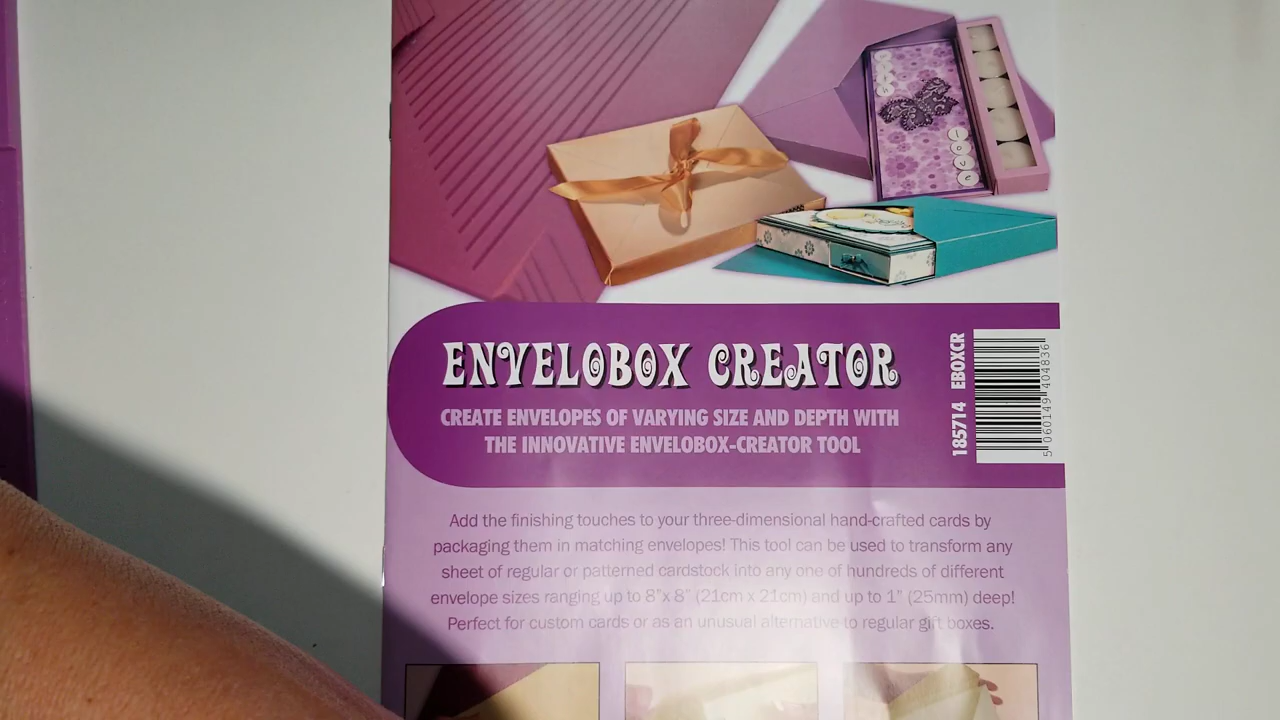 ENVELOBOX CREATOR
CREATE ENVELOPES OF VARYING SIZE AND DEPTH WITH
THE INNOVATIVE ENVELOBOX-CREATOR TOOL
185714 EBOXCR
5 060149 404836
Add the finishing touches to your three-dimensional hand-crafted cards by
packaging them in matching envelopes! This tool can be used to transform any
sheet of regular or patterned cardstock into any one of hundreds of different
envelope sizes ranging up to 8"x 8" (21cm x 21cm) and up to 1" (25mm) deep!
Perfect for custom cards or as an unusual alternative to regular gift boxes.